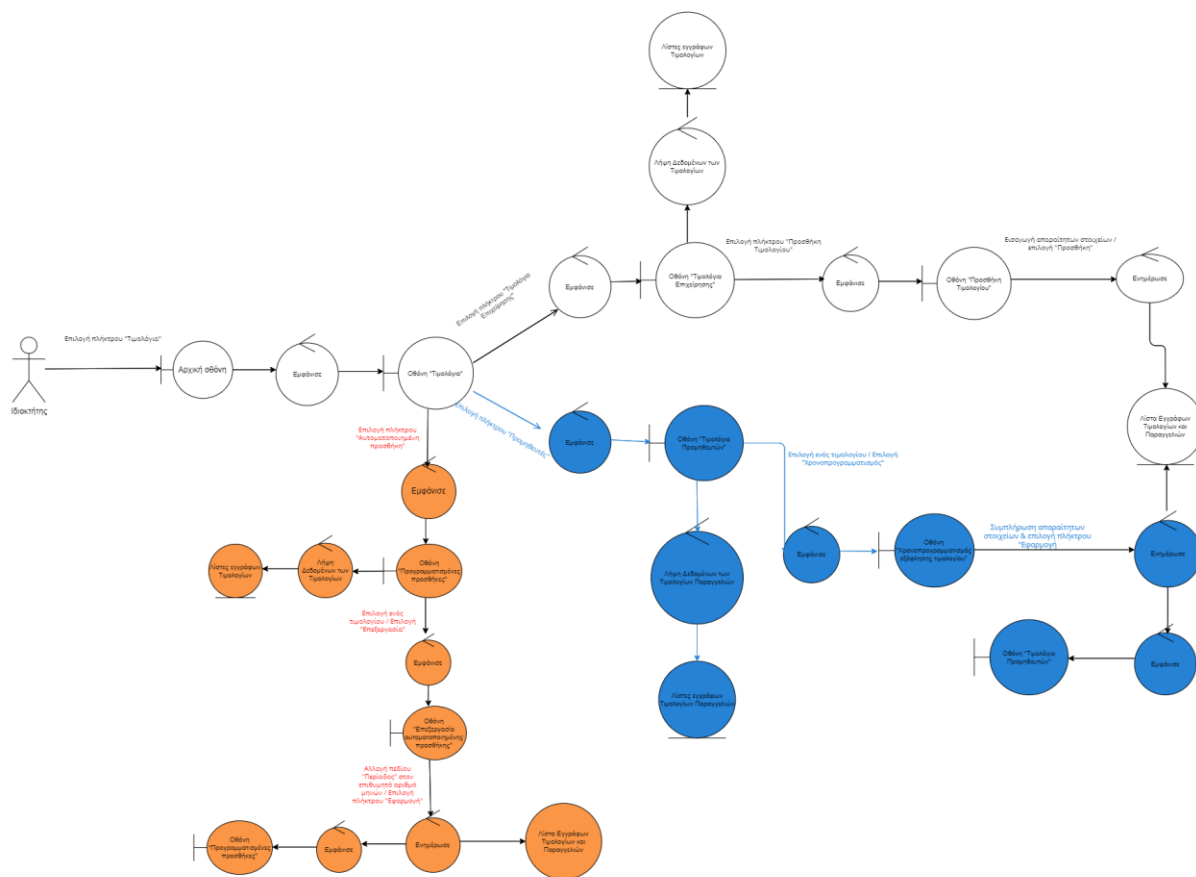 Λίστες εγγράφων
Τιμολογίων
Λήψη Δεδομένων των
Τιμολογίων
Επιλογή πλήκτρου "Τιμολόγια"
Ιδιοκτήτης
Αρχική οθόνη
Εμφάνισε
Οθόνη "Τιμολόγια"
Επιλογή πλήκτρου "Τιμολόγια
Επιχείρησης"
Εμφάνισε
Οθόνη "Τιμολόγια
Επιχείρησης"
Επιλογή πλήκτρου "Προσθήκη
Τιμολογίου"
Εμφάνισε
Οθόνη "Προσθήκη
Τιμολογίου"
Εισαγωγή απαραίτητων στοιχείων /
επιλογή "Προσθήκη"
Ενημέρωσε
Λίστα Εγγράφων
Τιμολογίων και
Παραγγελιών
Επιλογή πλήκτρου "Προμηθευτές"
Εμφάνισε
Οθόνη "Τιμολόγια
Προμηθευτών"
Επιλογή ενός τιμολογίου / Επιλογή
"Χρονοπρογραμματισμός"
Εμφάνισε
Οθόνη
"Χρονοπρογραμματισμός
εξόφλησης τιμολογίου"
Συμπλήρωση απαραίτητων
στοιχείων & επιλογή πλήκτρου
"Εφαρμογή
Ενημέρωσε
Εμφάνισε
Οθόνη "Τιμολόγια
Προμηθευτών"
Λήψη Δεδομένων των
Τιμολογίων Παραγγελιών
Λίστες εγγράφων
Τιμολογίων Παραγγελιών
Επιλογή πλήκτρου
"Αυτοματοποιημένη
προσθήκη"
Εμφάνισε
Οθόνη
"Προγραμματισμένες
προσθήκες"
Λήψη
Δεδομένων των
Τιμολογίων
Λίστες εγγράφων
Τιμολογίων
Επιλογή ενός
τιμολογίου / Επιλογή
"Επεξεργασία"
Εμφάνισε
Οθόνη
"Επεξεργασία
αυτοματοποιημένης
προσθήκης"
Αλλαγή πεδίου
"Περίοδος" στον
επιθυμητό αριθμό
μηνών / Επιλογή
πλήκτρου "Εφαρμογή"
Ενημέρωσε
Εμφάνισε
Οθόνη
"Προγραμματισμένες
προσθήκες"
Λίστα Εγγράφων
Τιμολογίων και
Παραγγελιών